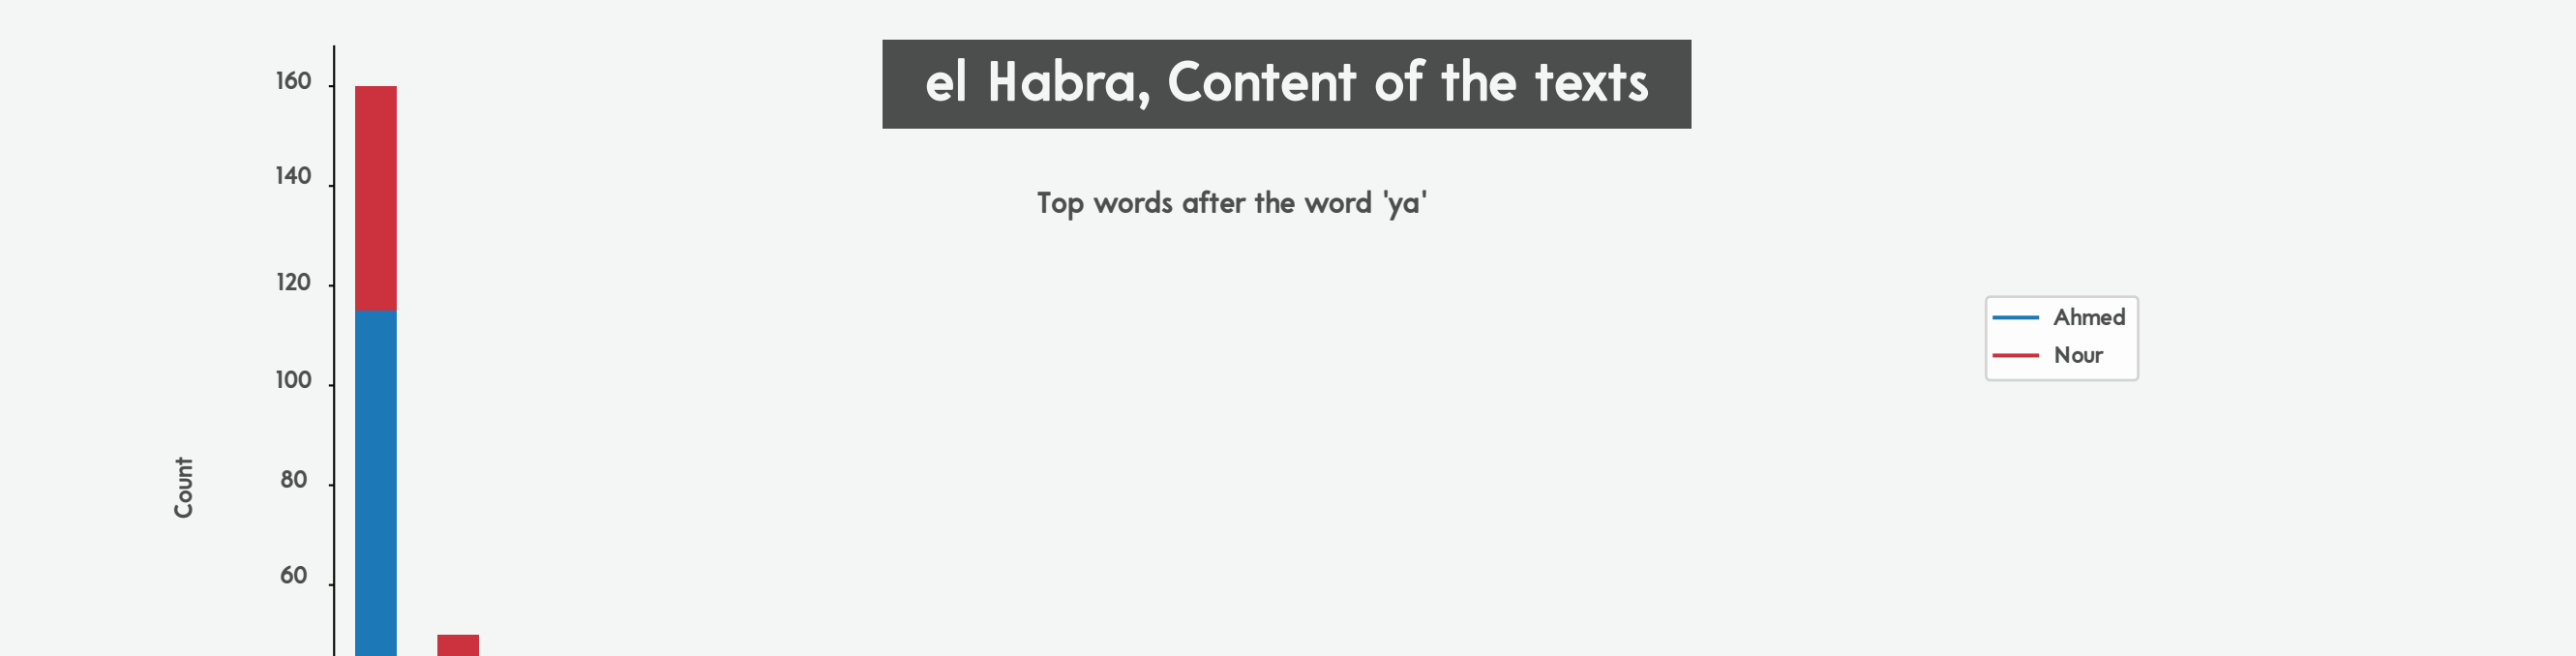 el Habra, Content of the texts
Top words after the word 'ya'
160
140
120
100
80
60
Count
Ahmed
Nour